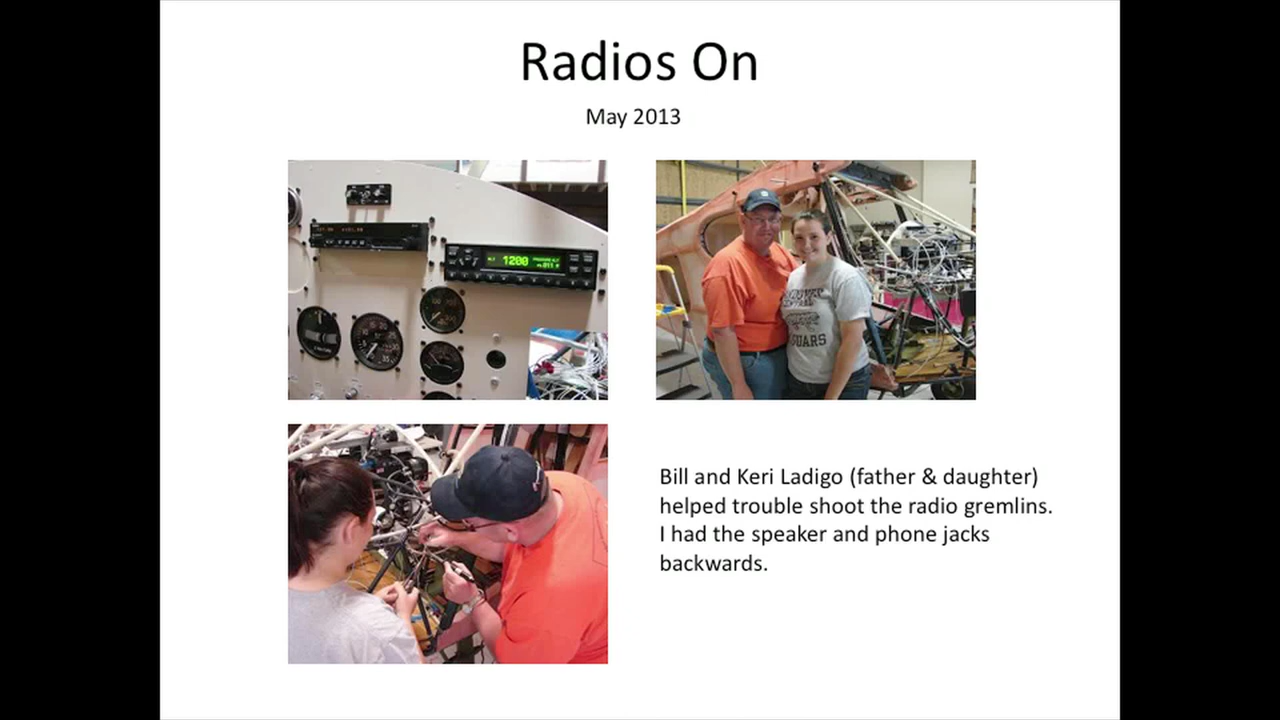 Radios On
May 2013
1200
Bill and Keri Ladigo (father & daughter)
helped trouble shoot the radio gremlins.
I had the speaker and phone jacks
backwards.